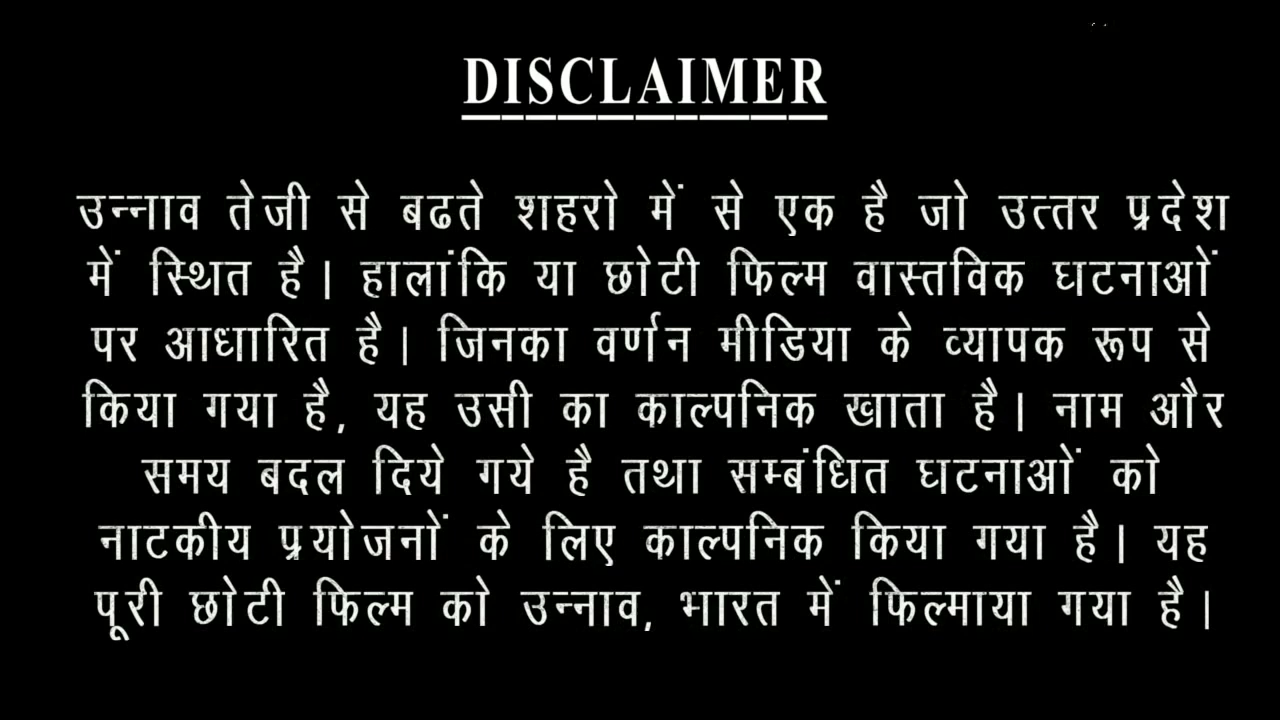 DISCLAIMER
उन्नाव तेजी से बढते शहरो में से एक है जो उत्तर प्रदेश
में स्थित है। हालांकि या छोटी फिल्म वास्तविक घटनाओं
पर आधारित है। जिनका वर्णन मीडिया के व्यापक रूप से
किया गया है, यह उसी का काल्पनिक खाता है। नाम और
समय बदल दिये गये है तथा सम्बंधित घटनाओं को
नाटकीय प्रयोजनों के लिए काल्पनिक किया गया है। यह
पूरी छोटी फिल्म को उन्नाव, भारत में फिल्माया गया है।